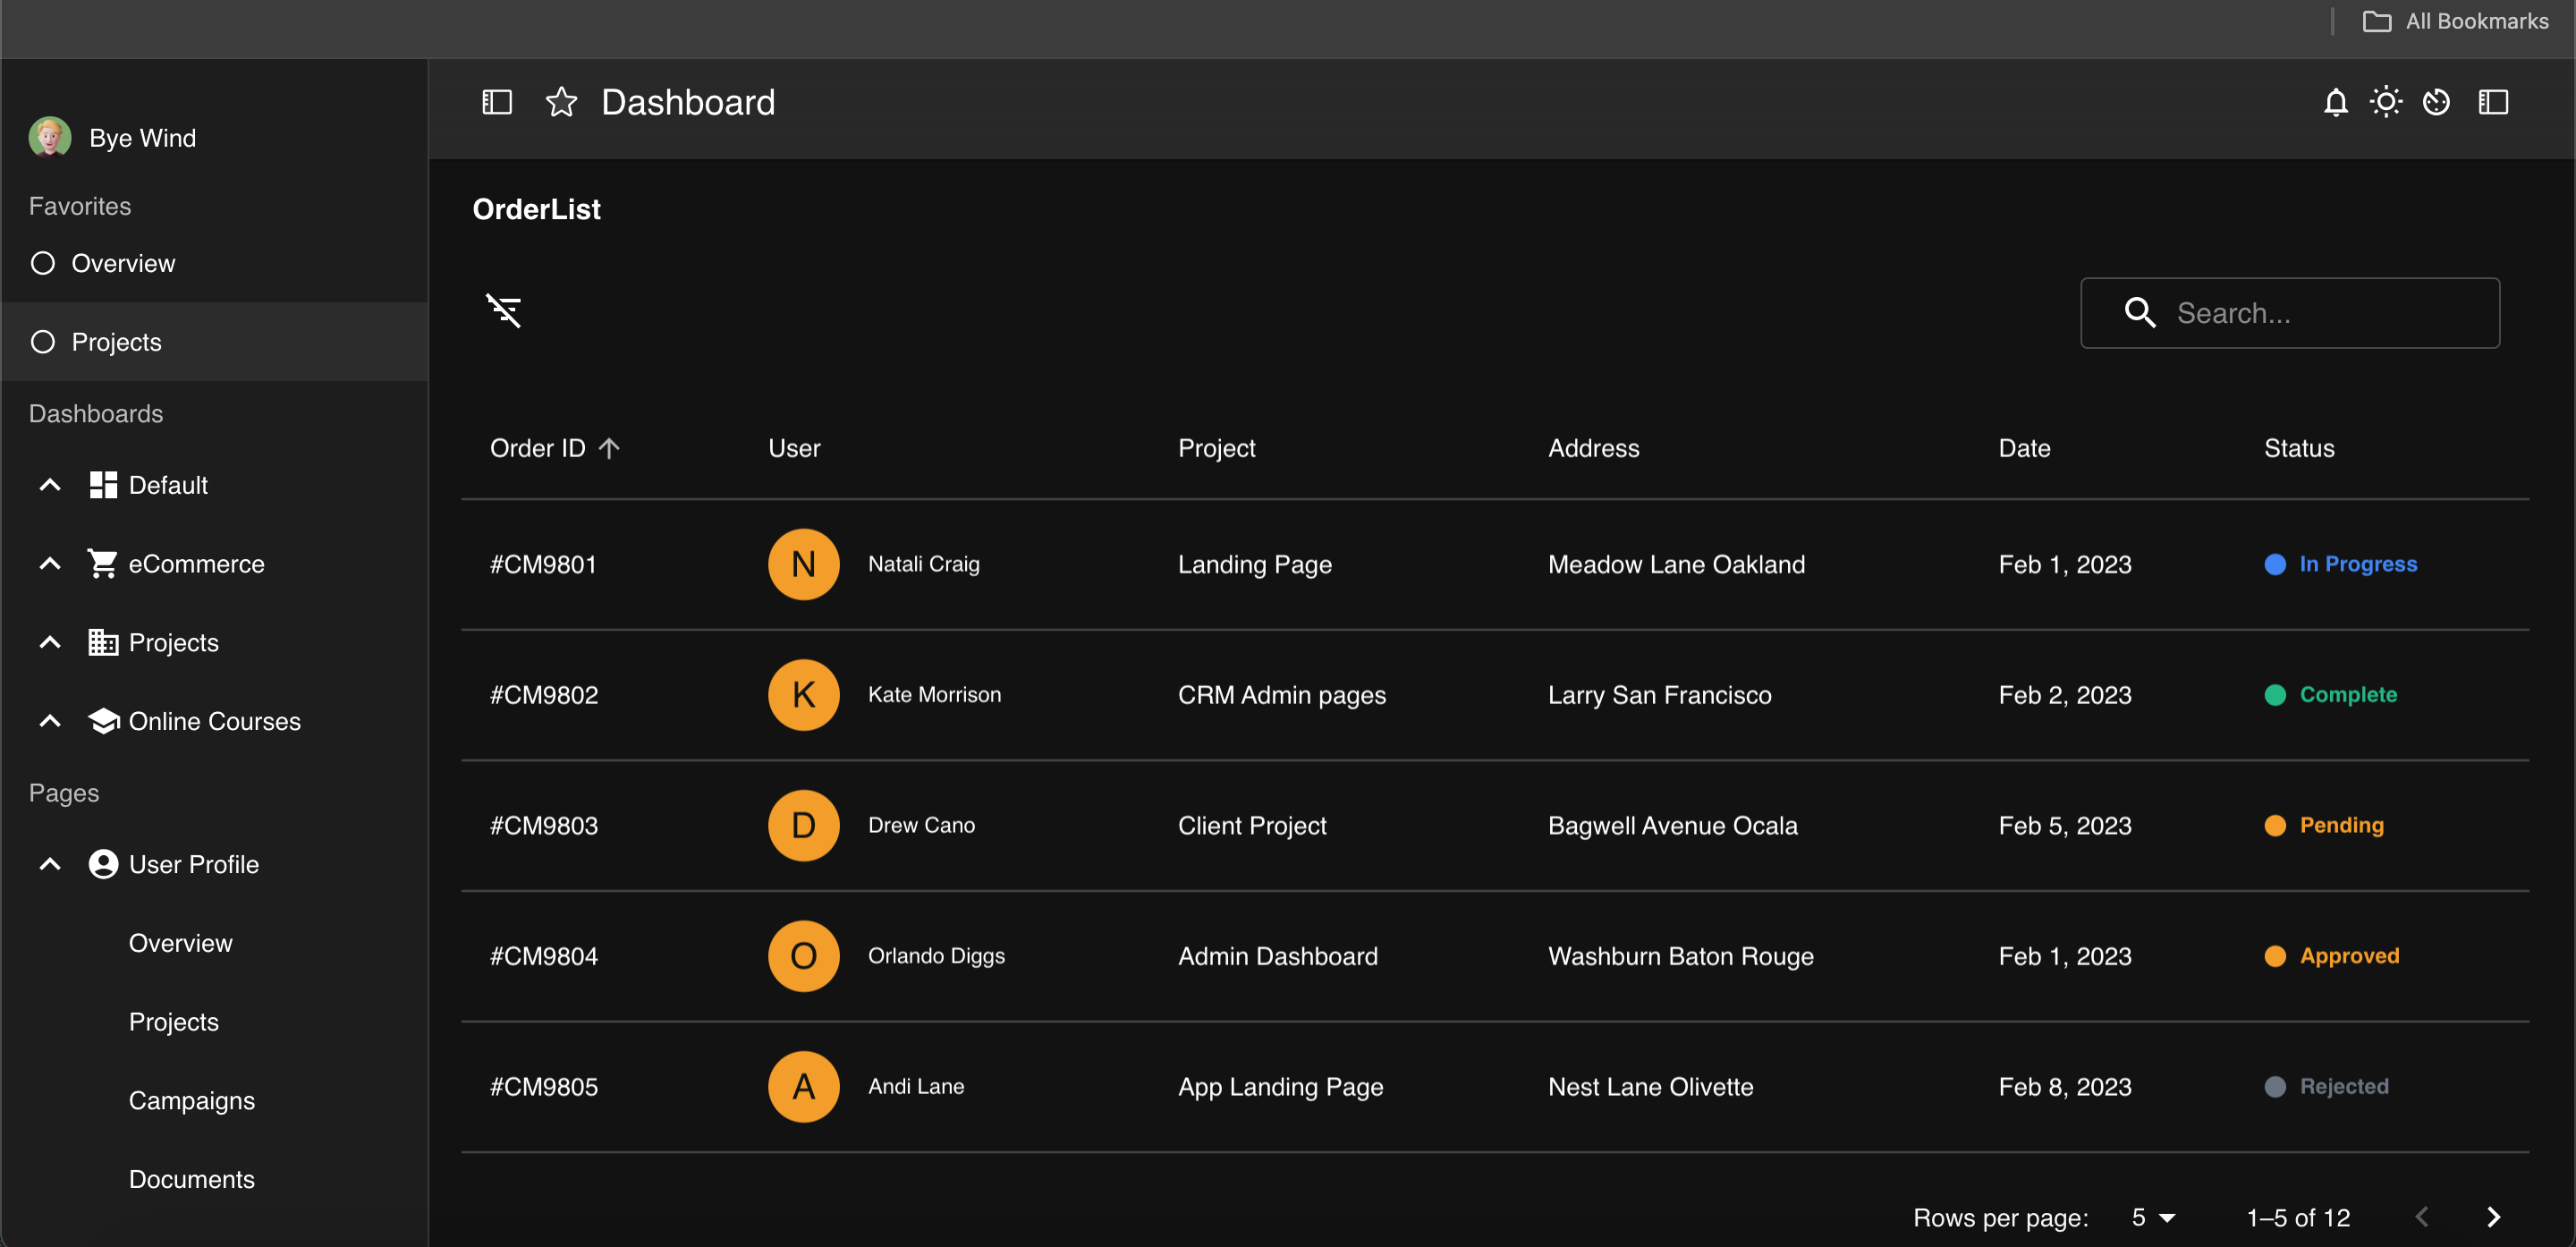 All Bookmarks
Bye Wind
Favorites
Overview
Projects
Dashboards
Default
eCommerce
Projects
Online Courses
Pages
User Profile
Overview
Projects
Campaigns
Documents
Dashboard
OrderList
Search...
Order ID User Project Address Date Status
#CM9801 N Natali Craig Landing Page Meadow Lane Oakland Feb 1, 2023 In Progress
#CM9802 K Kate Morrison CRM Admin pages Larry San Francisco Feb 2, 2023 Complete
#CM9803 D Drew Cano Client Project Bagwell Avenue Ocala Feb 5, 2023 Pending
#CM9804 O Orlando Diggs Admin Dashboard Washburn Baton Rouge Feb 1, 2023 Approved
#CM9805 A Andi Lane App Landing Page Nest Lane Olivette Feb 8, 2023 Rejected
Rows per page: 5 1–5 of 12